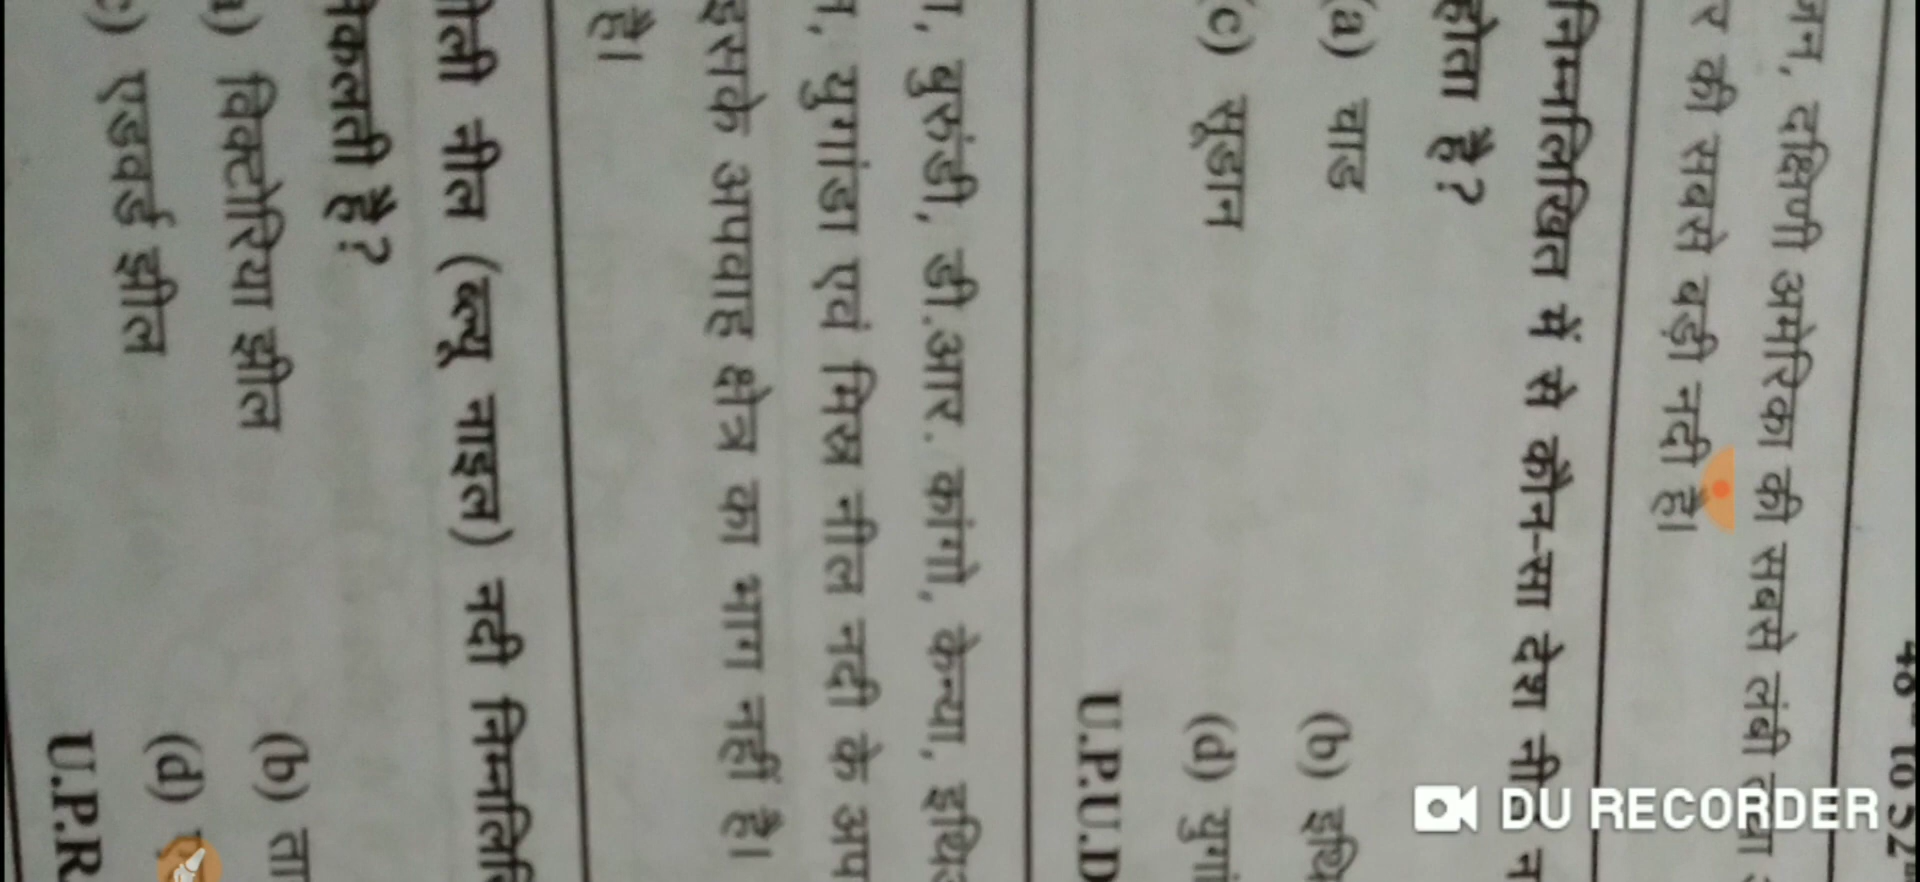 दक्षिणी अमेरिका की सबसे लंबी तथा
र की सबसे बड़ी नदी है।
निम्नलिखित में से कौन-सा देश नील न
होता है?
(a) चाड
(b) इथि
(c) सूडान
(d) युगां
U.P.U.D
बुरुंडी, डी.आर. कांगो, केन्या, इथि
युगांडा एवं मिस्र नील नदी के अप
इसके अपवाह क्षेत्र का भाग नहीं है।
है।
नीली नील (ब्ल्यू नाइल) नदी निम्नलि
निकलती है?
विक्टोरिया झील
(b) ता
एडवर्ड झील
(d)
U.P.R
DU RECORDER